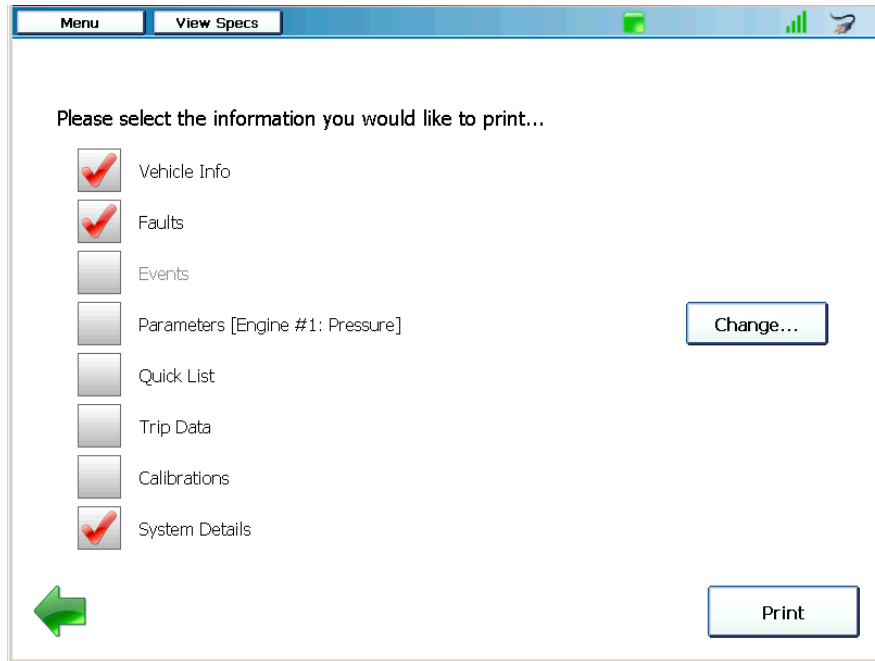 Menu View Specs
Please select the information you would like to print...
Vehicle Info
Faults
Events
Parameters [Engine #1: Pressure] Change...
Quick List
Trip Data
Calibrations
System Details
Print